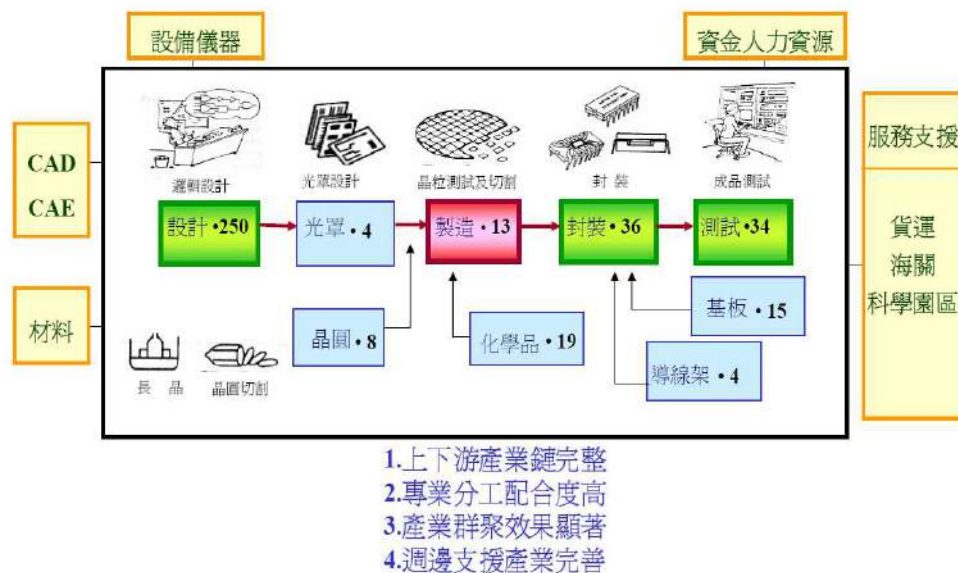 設備儀器
資金人力資源
CAD
CAE
材料
服務支援
貨運
海關
科學園區
邏輯設計
光罩設計
晶粒測試及切割
封 裝
成品測試
設計•250
光罩•4
製造•13
封裝•36
測試•34
晶圓•8
化學品•19
基板•15
導線架•4
長 晶
晶圓切割
1.上下游產業鏈完整
2.專業分工配合度高
3.產業群聚效果顯著
4.週邊支援產業完善